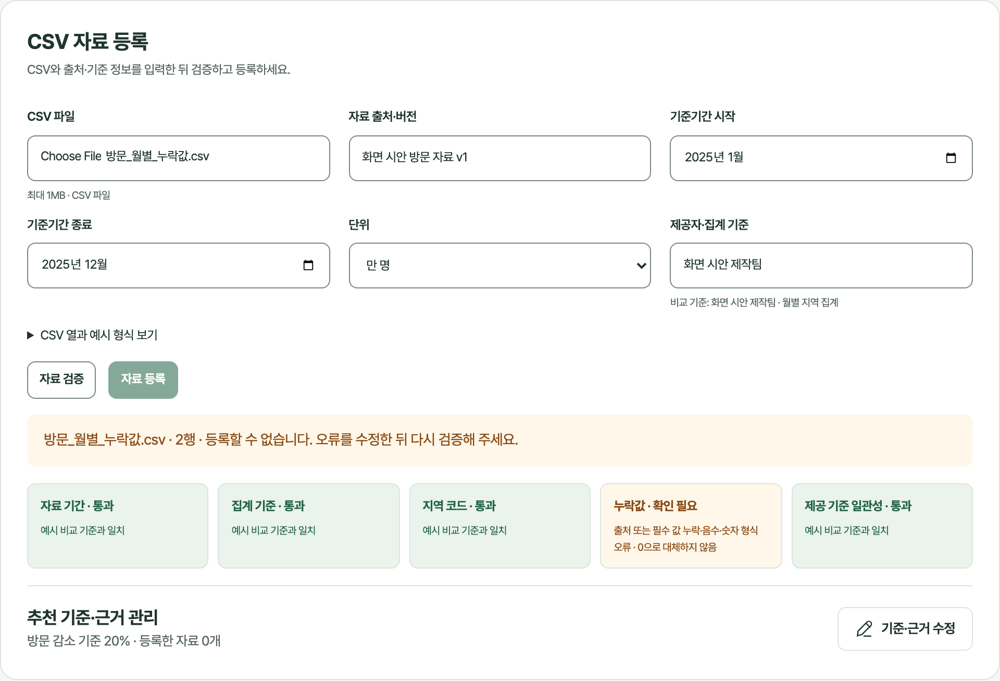 CSV 자료 등록
CSV와 출처·기준 정보를 입력한 뒤 검증하고 등록하세요.
CSV 파일
Choose File 방문_월별_누락값.csv
최대 1MB · CSV 파일
자료 출처·버전
화면 시안 방문 자료 v1
기준기간 시작
2025년 1월
기준기간 종료
2025년 12월
단위
만 명
제공자·집계 기준
화면 시안 제작팀
비교 기준: 화면 시안 제작팀 · 월별 지역 집계
▶ CSV 열과 예시 형식 보기
자료 검증
자료 등록
방문_월별_누락값.csv · 2행 · 등록할 수 없습니다. 오류를 수정한 뒤 다시 검증해 주세요.
자료 기간 · 통과
예시 비교 기준과 일치
집계 기준 · 통과
예시 비교 기준과 일치
지역 코드 · 통과
예시 비교 기준과 일치
누락값 · 확인 필요
출처 또는 필수 값 누락·음수·숫자 형식
오류 · 0으로 대체하지 않음
제공 기준 일관성 · 통과
예시 비교 기준과 일치
추천 기준·근거 관리
방문 감소 기준 20% · 등록한 자료 0개
기준·근거 수정